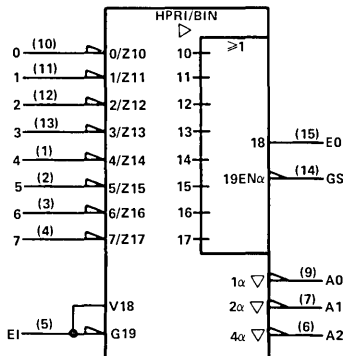 HPRI/BIN
▷
≥1
0 (10) 0/Z10 10
1 (11) 1/Z11 11
2 (12) 2/Z12 12
3 (13) 3/Z13 13
4 (1) 4/Z14 14
5 (2) 5/Z15 15
6 (3) 6/Z16 16
7 (4) 7/Z17 17
18 (15) E0
19ENα (14) GS
1α ▽ (9) A0
V18 2α ▽ (7) A1
EI (5) G19 4α ▽ (6) A2